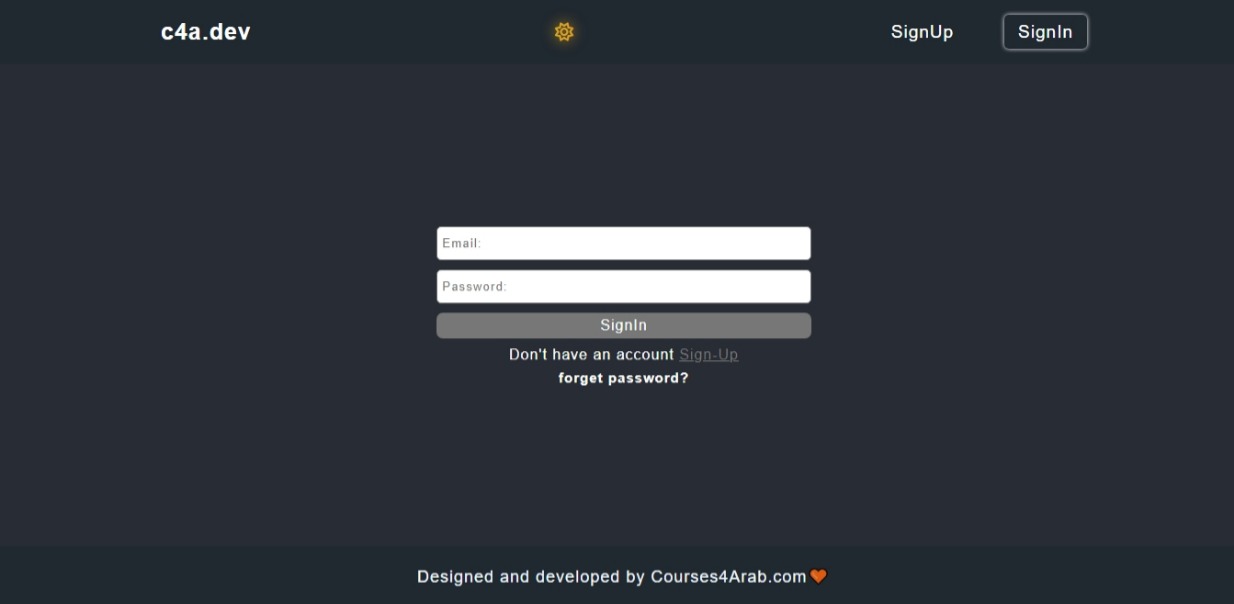 c4a.dev SignUp SignIn
Email:
Password:
SignIn
Don't have an account Sign-Up
forget password?
Designed and developed by Courses4Arab.com🧡